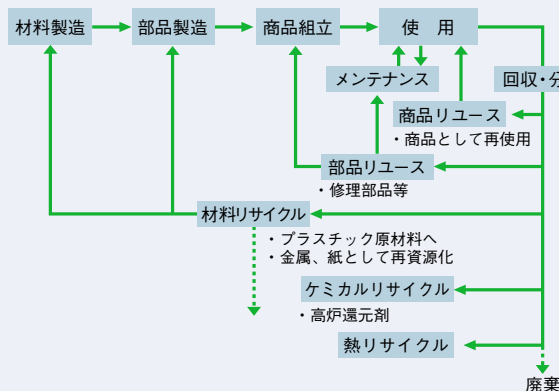 材料製造
部品製造
商品組立
使 用
メンテナンス
回収・分
商品リユース
・商品として再使用
部品リユース
・修理部品等
材料リサイクル
・プラスチック原材料へ
・金属、紙として再資源化
ケミカルリサイクル
・高炉還元剤
熱リサイクル
廃棄